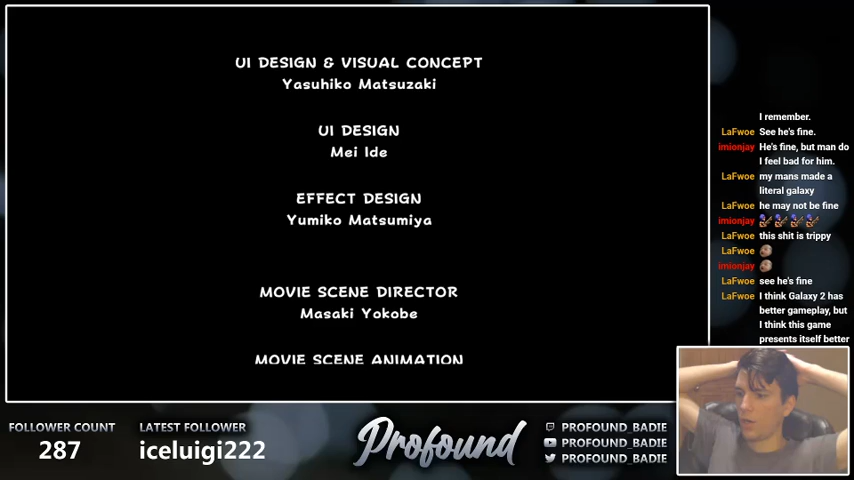 UI DESIGN & VISUAL CONCEPT
Yasuhiko Matsuzaki
UI DESIGN
Mei Ide
EFFECT DESIGN
Yumiko Matsumiya
MOVIE SCENE DIRECTOR
Masaki Yokobe
MOVIE SCENE ANIMATION
I remember.
LaFwoe See he's fine.
imionjay He's fine, but man do
I feel bad for him.
LaFwoe my mans made a
literal galaxy
LaFwoe he may not be fine
imionjay
LaFwoe this shit is trippy
LaFwoe
imionjay
LaFwoe see he's fine
LaFwoe I think Galaxy 2 has
better gameplay, but
I think this game
presents itself better
FOLLOWER COUNT
287
LATEST FOLLOWER
iceluigi222
Profound
PROFOUND_BADIE
PROFOUND_BADIE
PROFOUND_BADIE